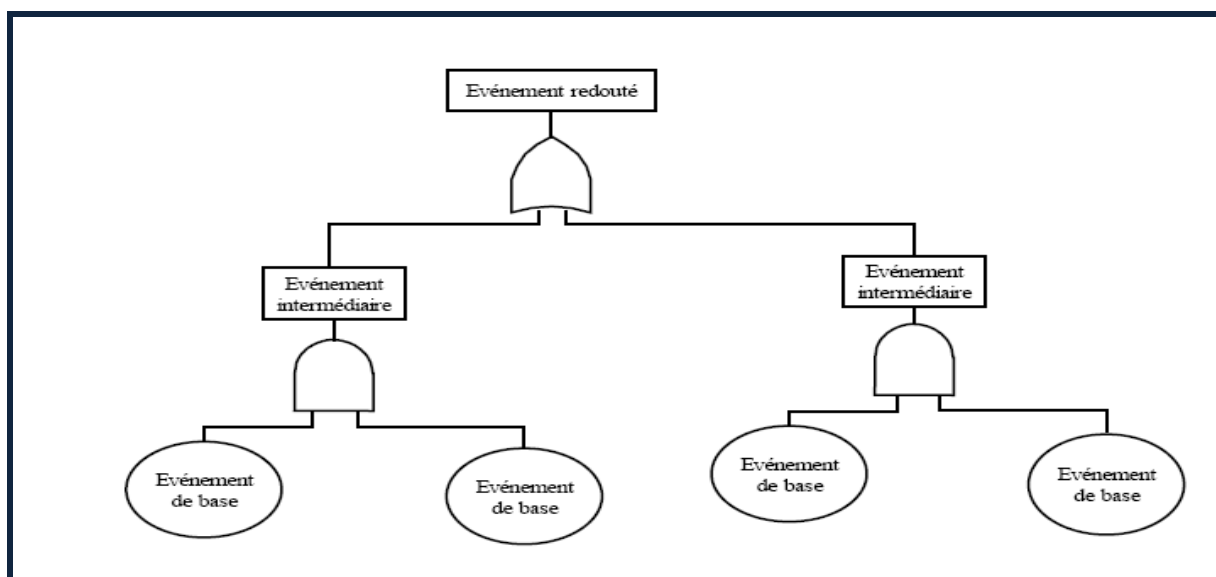 Evénement redouté
Evénement
intermédiaire
Evénement
intermédiaire
Evénement
de base
Evénement
de base
Evénement
de base
Evénement
de base